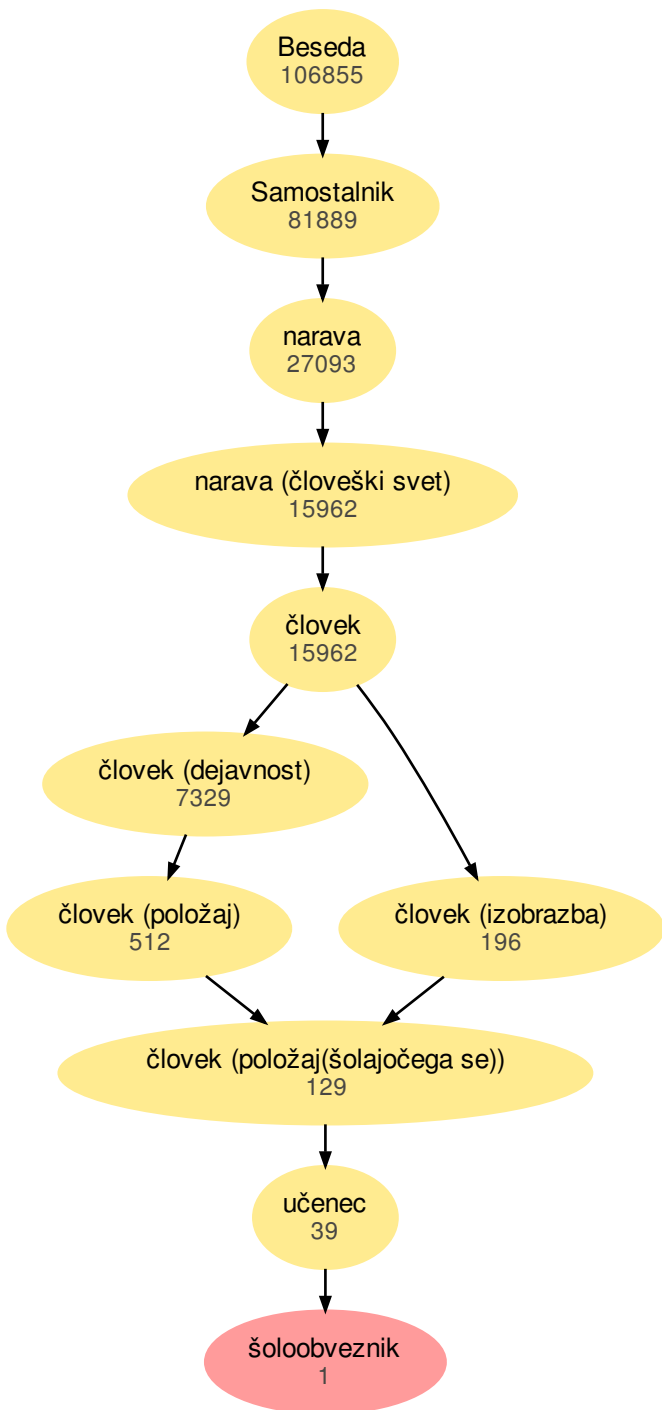 Beseda
106855
Samostalnik
81889
narava
27093
narava (človeški svet)
15962
človek
15962
človek (dejavnost)
7329
človek (položaj)
512
človek (izobrazba)
196
človek (položaj(šolajočega se))
129
učenec
39
šoloobveznik
1